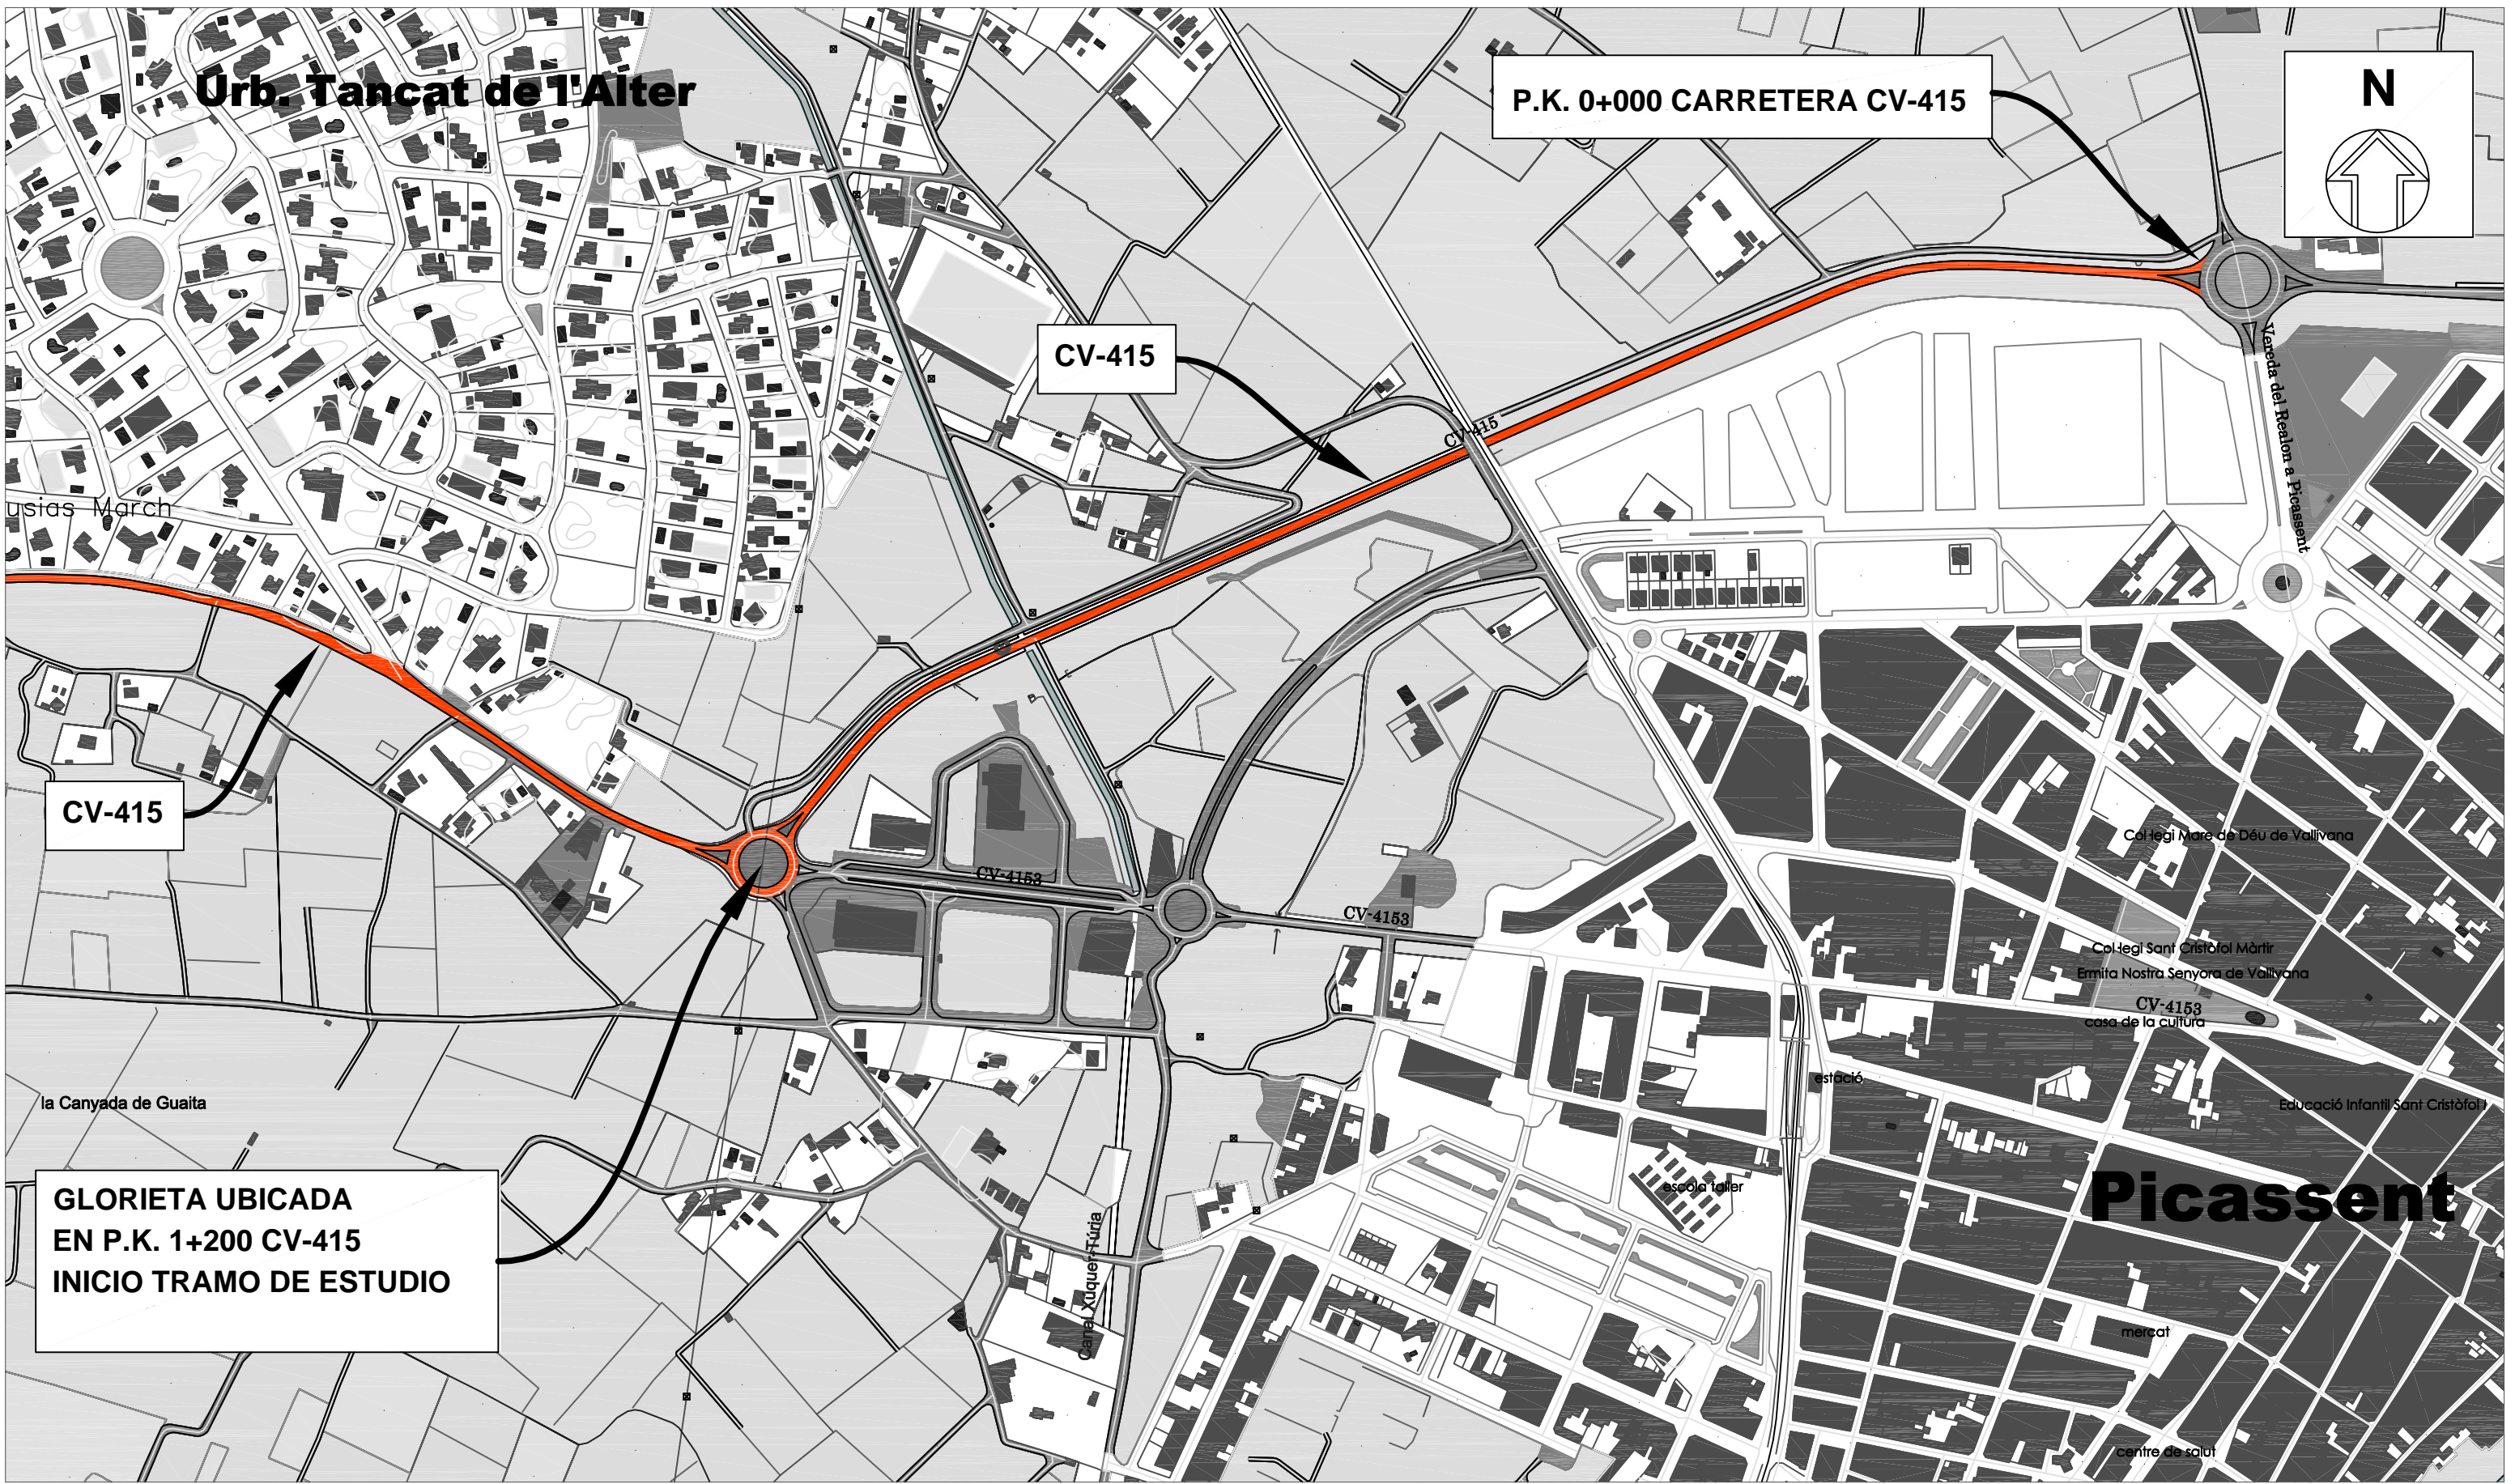 Urb. Tancat de l'Alter
P.K. 0+000 CARRETERA CV-415
N
CV-415
CV-415
Vereda del Realon a Picassent
usias March
CV-415
CV-4153
CV-4153
Col·legi Mare de Déu de Vallivana
Col·legi Sant Cristòfol Màrtir
Ermita Nostra Senyora de Vallivana
CV-4153
casa de la cultura
estació
la Canyada de Guaita
Educació Infantil Sant Cristòfol
GLORIETA UBICADA
EN P.K. 1+200 CV-415
INICIO TRAMO DE ESTUDIO
escola taller
Picassent
Canal Xuquer-Túria
mercat
centre de salut